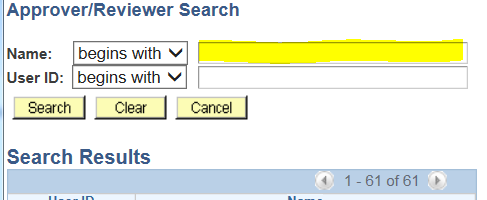 Approver/Reviewer Search
Name: begins with
User ID: begins with
Search Clear Cancel
Search Results
1 - 61 of 61
User ID Name